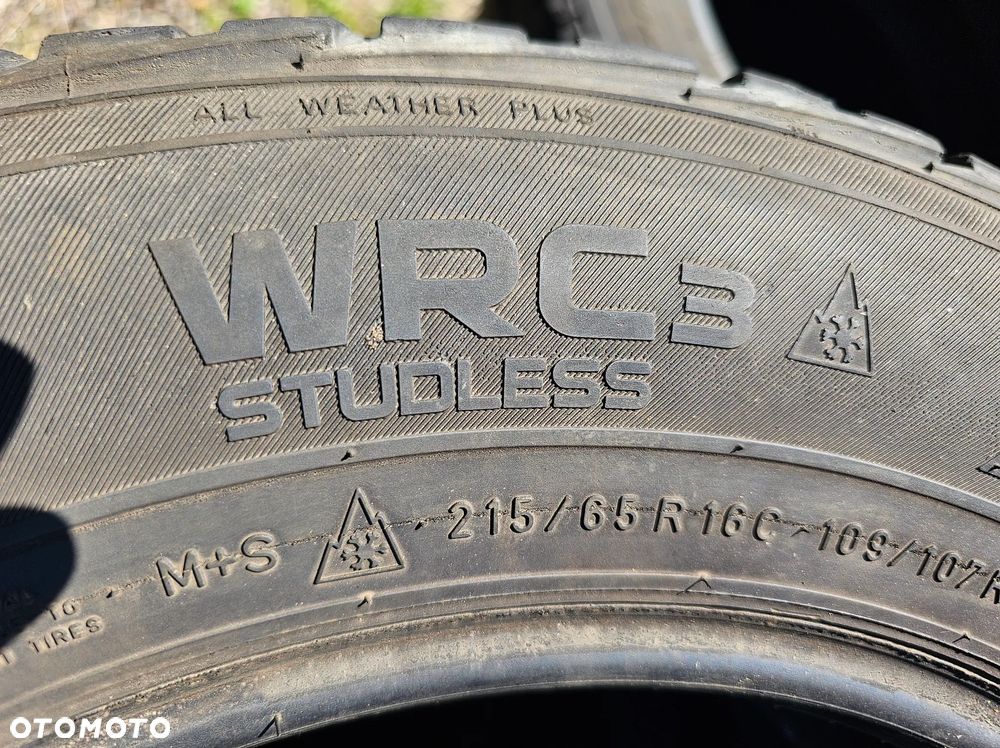 ALL WEATHER PLUS
WRC3
STUDLESS
M+S 215/65R16C 109/107R
TIRES
OTOMOTO